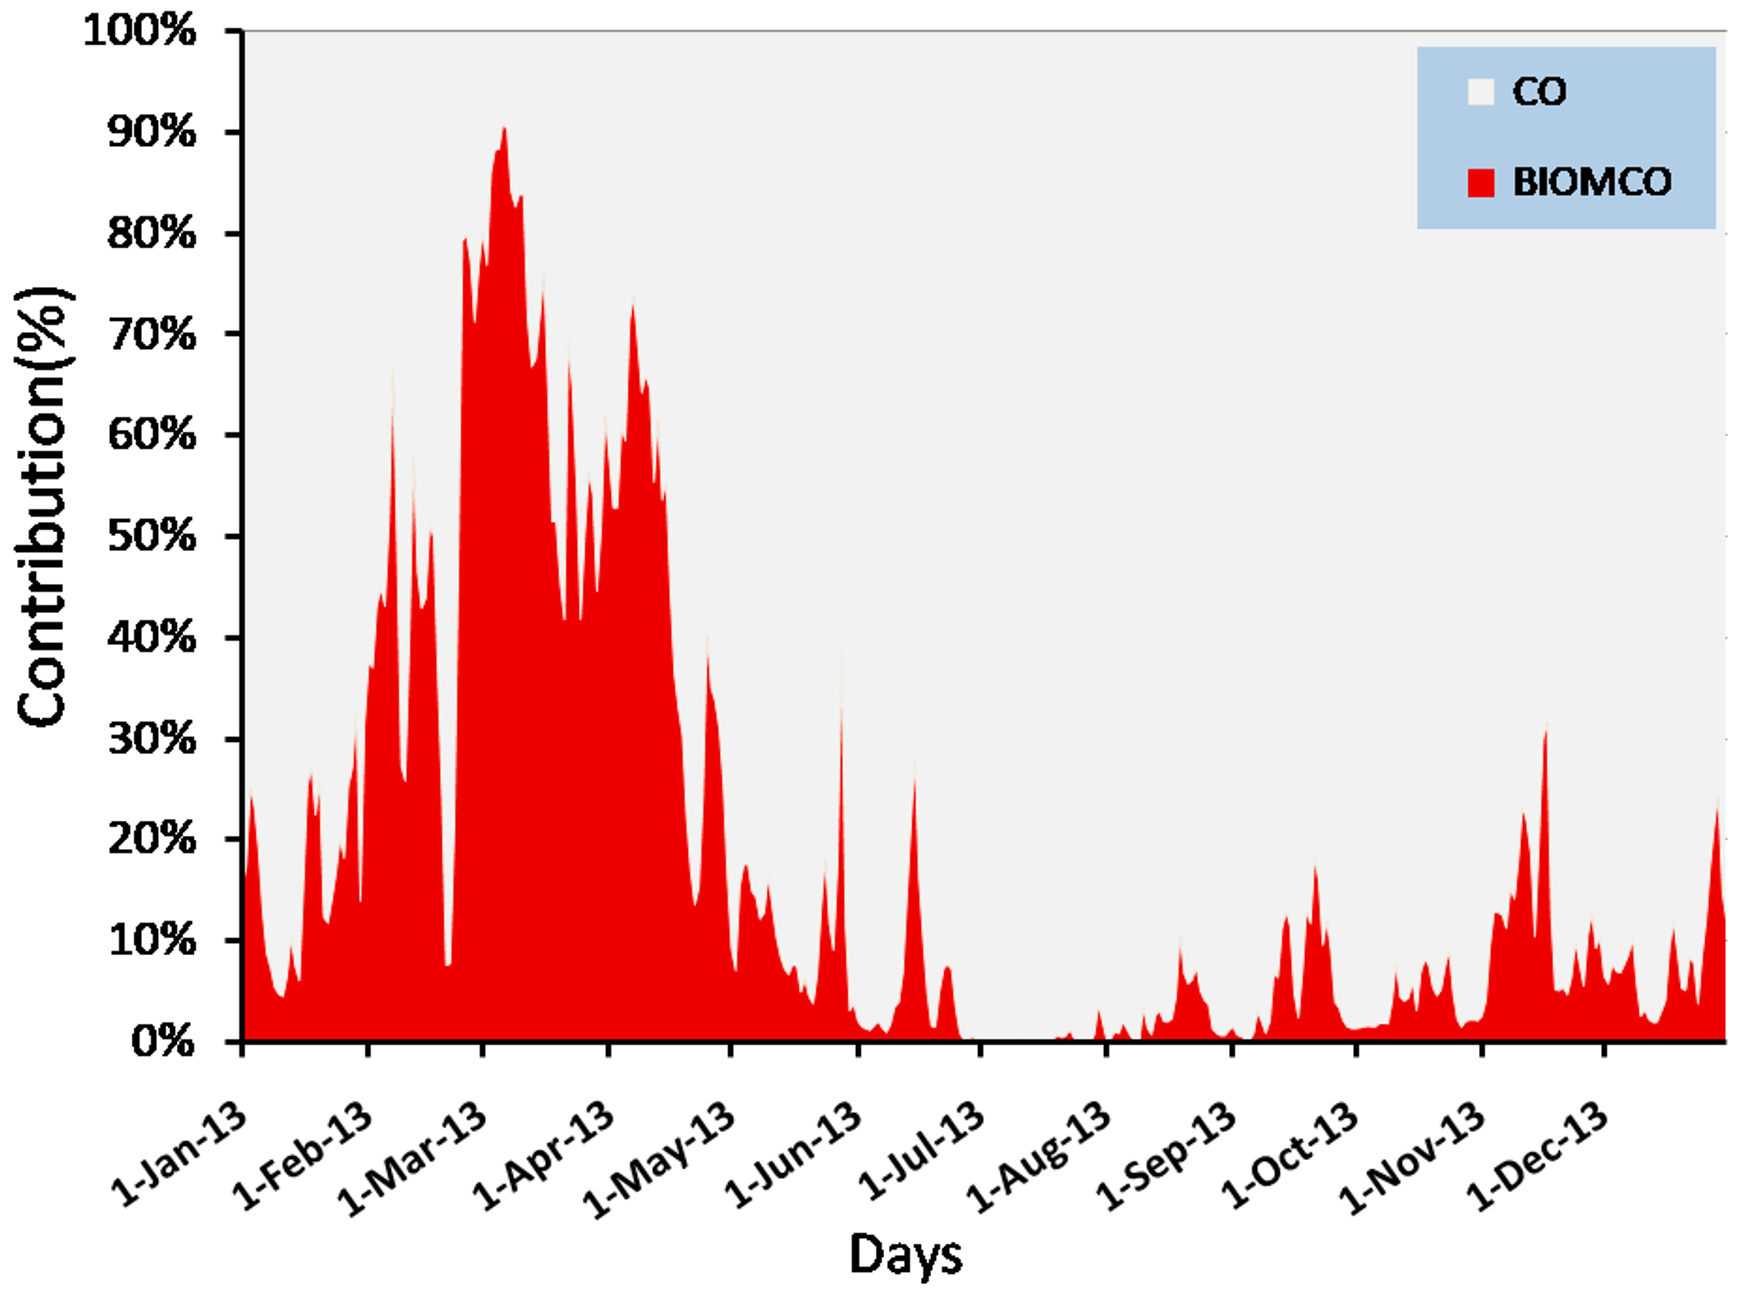 100%
90%
80%
70%
60%
50%
40%
30%
20%
10%
0%
Contribution(%)
CO
BIOMCO
1-Jan-13
1-Feb-13
1-Mar-13
1-Apr-13
1-May-13
1-Jun-13
1-Jul-13
1-Aug-13
1-Sep-13
1-Oct-13
1-Nov-13
1-Dec-13
Days